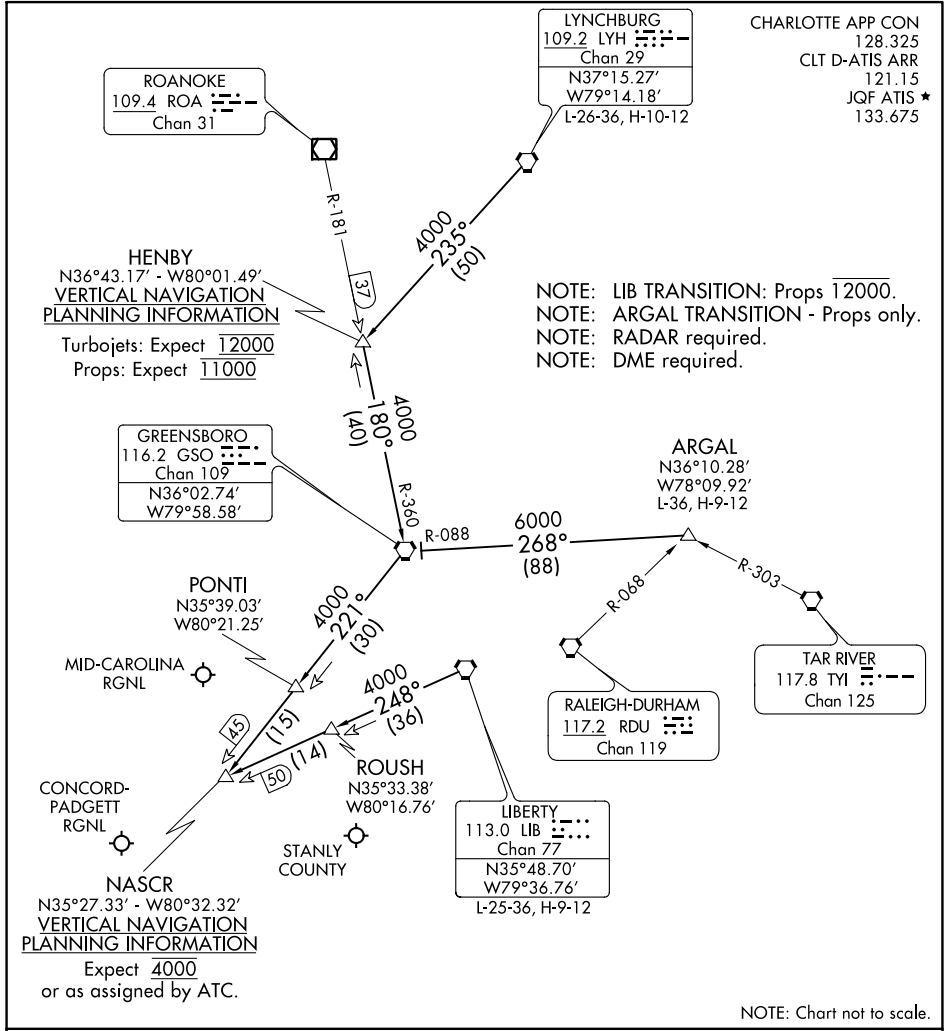 CHARLOTTE APP CON
128.325
CLT D-ATIS ARR
121.15
JQF ATIS ★
133.675
LYNCHBURG
109.2 LYH
Chan 29
N37°15.27'
W79°14.18'
L-26-36, H-10-12
ROANOKE
109.4 ROA
Chan 31
R-181
37
4000
235°
(50)
HENBY
N36°43.17' - W80°01.49'
VERTICAL NAVIGATION
PLANNING INFORMATION
Turbojets: Expect 12000
Props: Expect 11000
NOTE: LIB TRANSITION: Props 12000.
NOTE: ARGAL TRANSITION - Props only.
NOTE: RADAR required.
NOTE: DME required.
4000
180°
(40)
R-360
GREENSBORO
116.2 GSO
Chan 109
N36°02.74'
W79°58.58'
ARGAL
N36°10.28'
W78°09.92'
L-36, H-9-12
R-088
6000
268°
(88)
R-068
R-303
PONTI
N35°39.03'
W80°21.25'
4000
221°
(30)
MID-CAROLINA
RGNL
TAR RIVER
117.8 TYI
Chan 125
RALEIGH-DURHAM
117.2 RDU
Chan 119
4000
248°
(36)
45
(15)
50
(14)
ROUSH
N35°33.38'
W80°16.76'
CONCORD-
PADGETT
RGNL
STANLY
COUNTY
LIBERTY
113.0 LIB
Chan 77
N35°48.70'
W79°36.76'
L-25-36, H-9-12
NASCR
N35°27.33' - W80°32.32'
VERTICAL NAVIGATION
PLANNING INFORMATION
Expect 4000
or as assigned by ATC.
NOTE: Chart not to scale.